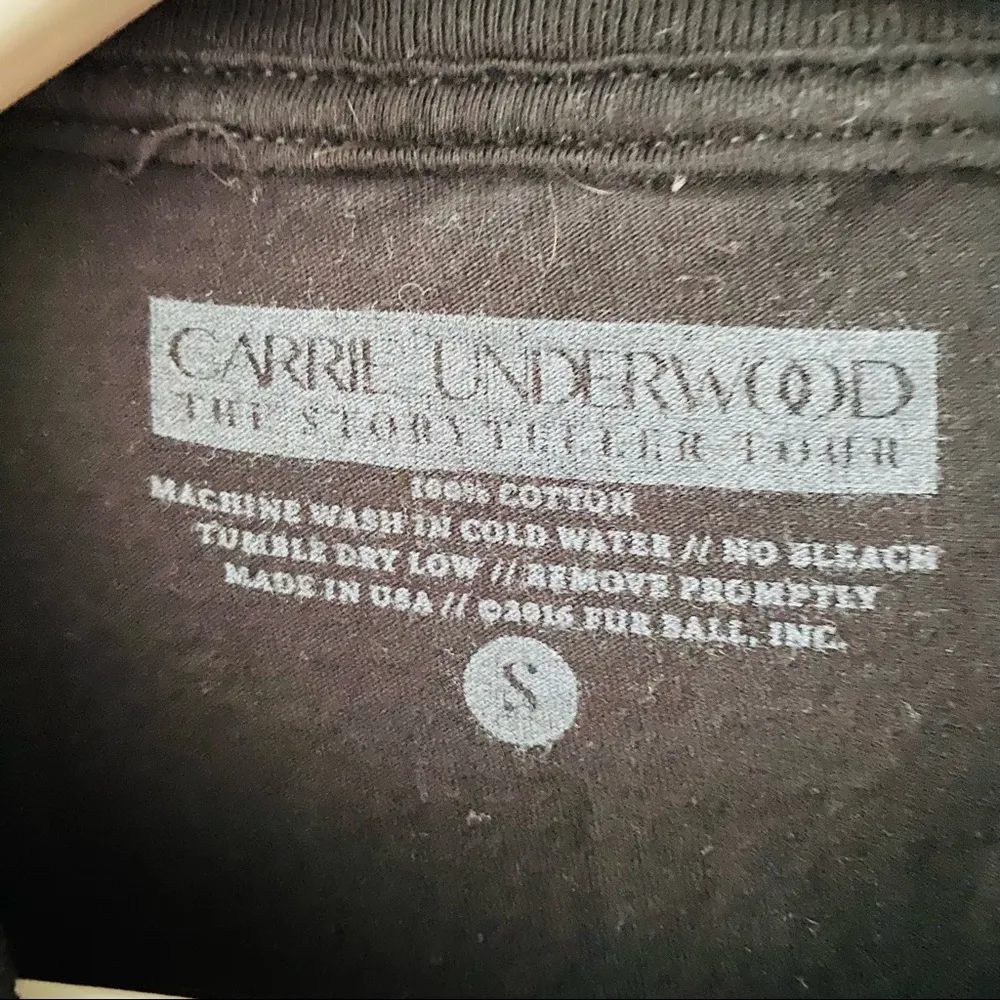 CARRIE UNDERWOOD
THE STORYTELLER TOUR
100% COTTON
MACHINE WASH IN COLD WATER // NO BLEACH
TUMBLE DRY LOW // REMOVE PROMPTLY
MADE IN USA // ©2016 FUR BALL, INC.
S